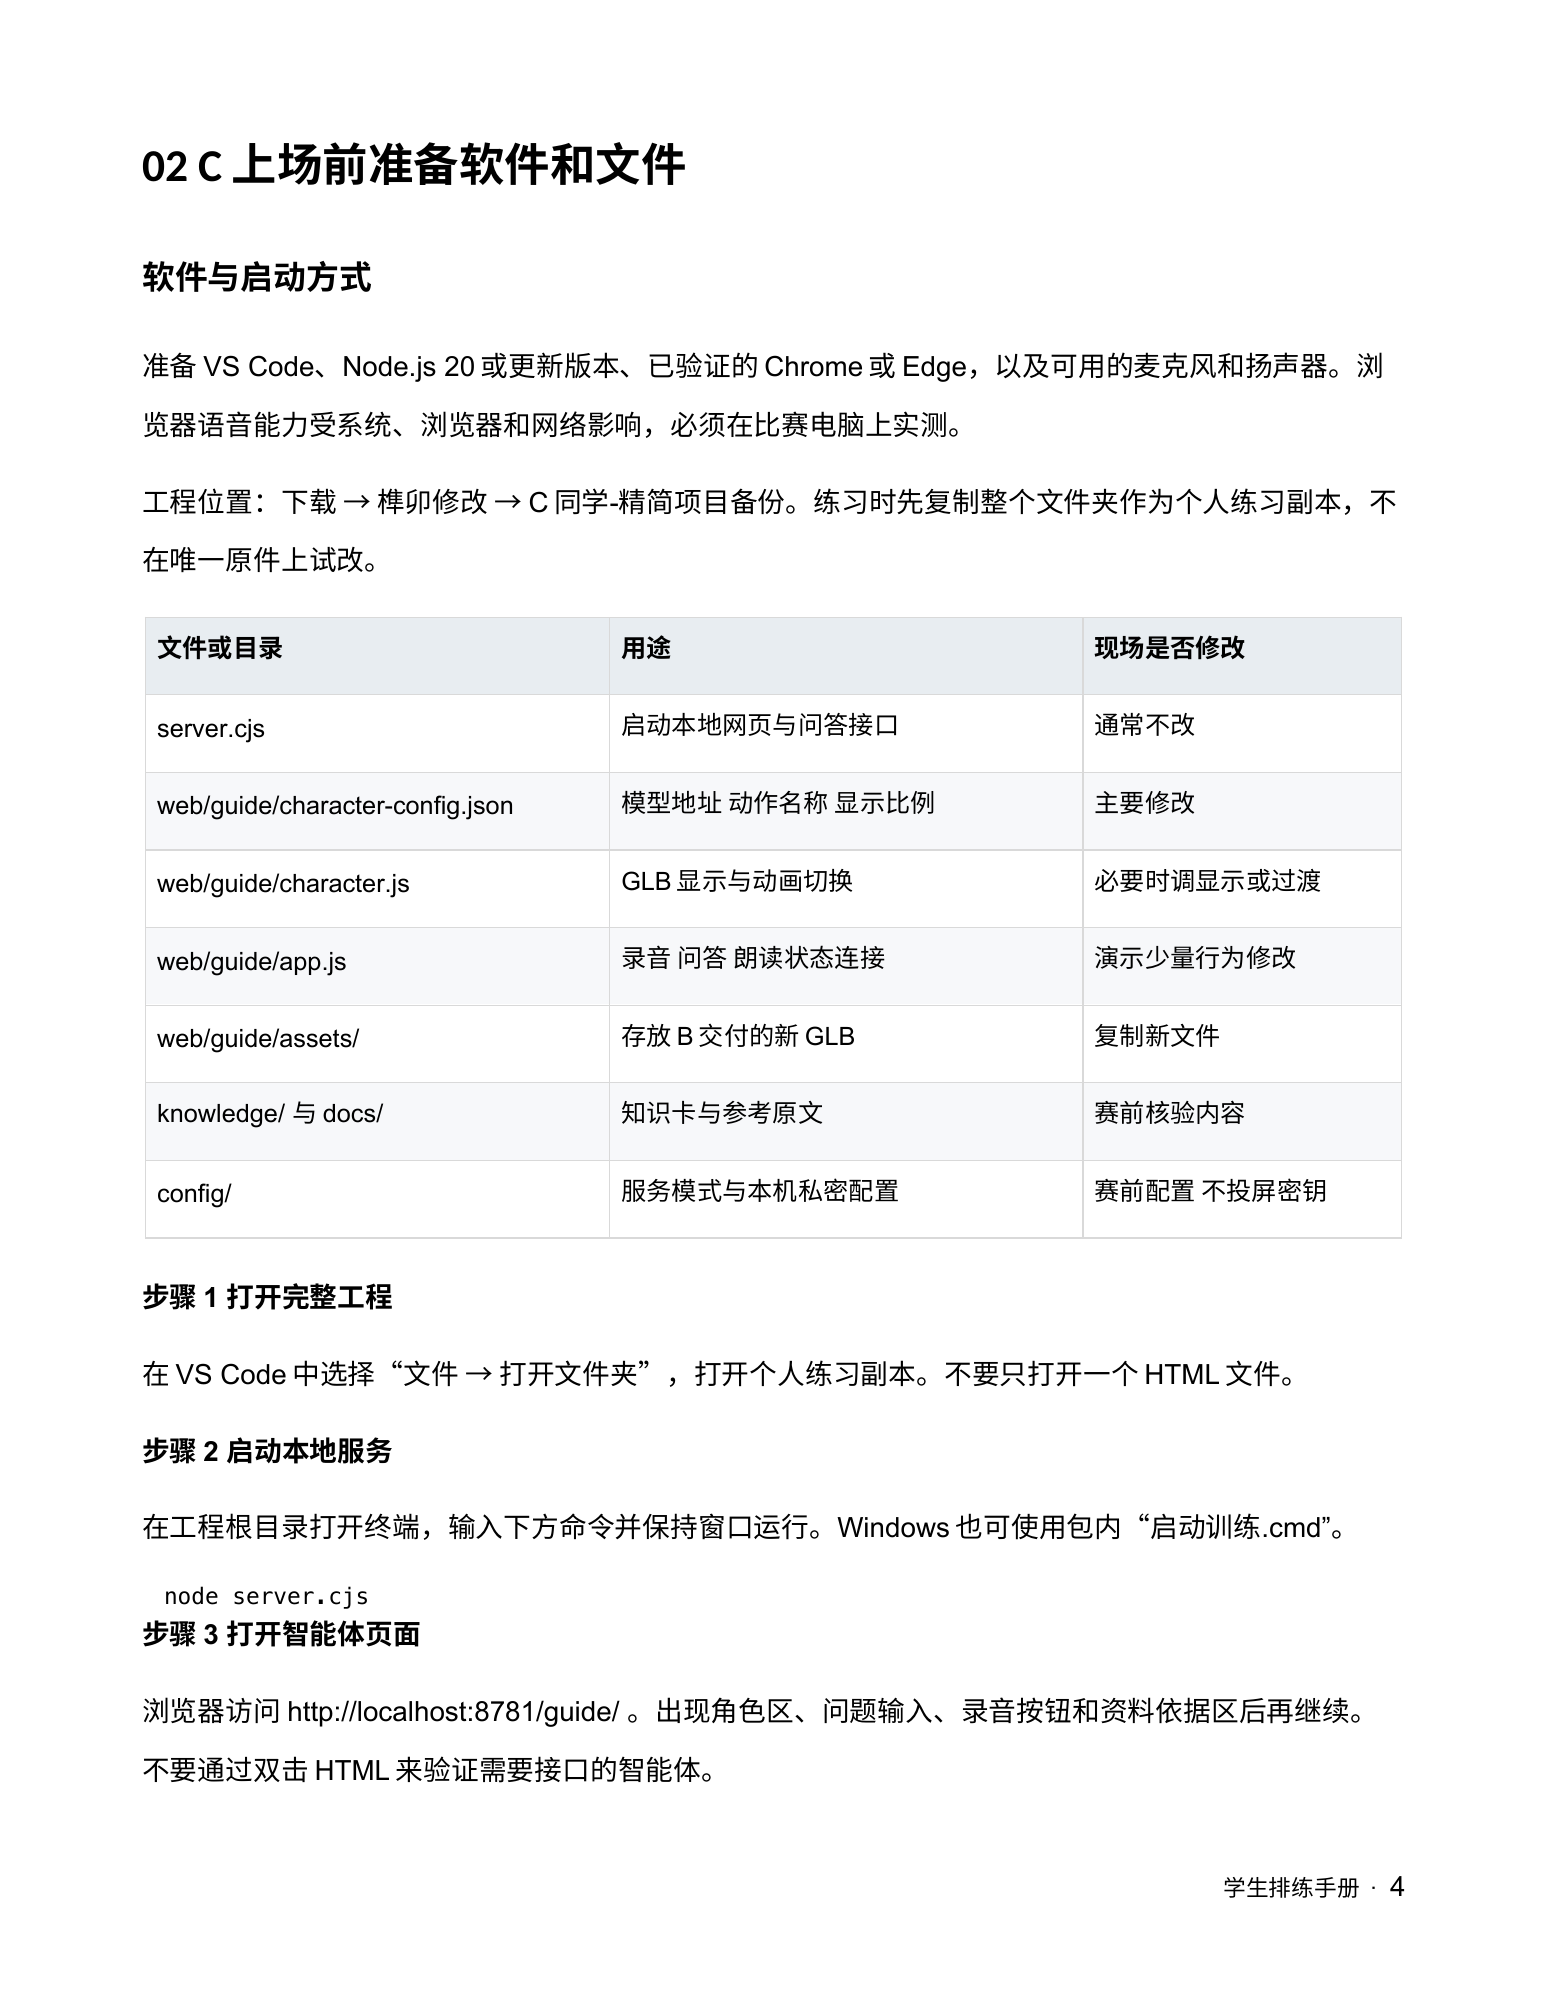 02 C 上场前准备软件和文件
软件与启动方式
准备 VS Code、Node.js 20 或更新版本、已验证的 Chrome 或 Edge，以及可用的麦克风和扬声器。浏
览器语音能力受系统、浏览器和网络影响，必须在比赛电脑上实测。
工程位置：下载 → 榫卯修改 → C 同学-精简项目备份。练习时先复制整个文件夹作为个人练习副本，不
在唯一原件上试改。
文件或目录 用途 现场是否修改
server.cjs 启动本地网页与问答接口 通常不改
web/guide/character-config.json 模型地址 动作名称 显示比例 主要修改
web/guide/character.js GLB 显示与动画切换 必要时调显示或过渡
web/guide/app.js 录音 问答 朗读状态连接 演示少量行为修改
web/guide/assets/ 存放 B 交付的新 GLB 复制新文件
knowledge/ 与 docs/ 知识卡与参考原文 赛前核验内容
config/ 服务模式与本机私密配置 赛前配置 不投屏密钥
步骤 1 打开完整工程
在 VS Code 中选择“文件 → 打开文件夹”，打开个人练习副本。不要只打开一个 HTML 文件。
步骤 2 启动本地服务
在工程根目录打开终端，输入下方命令并保持窗口运行。Windows 也可使用包内“启动训练.cmd”。
node server.cjs
步骤 3 打开智能体页面
浏览器访问 http://localhost:8781/guide/ 。出现角色区、问题输入、录音按钮和资料依据区后再继续。
不要通过双击 HTML 来验证需要接口的智能体。
学生排练手册 · 4